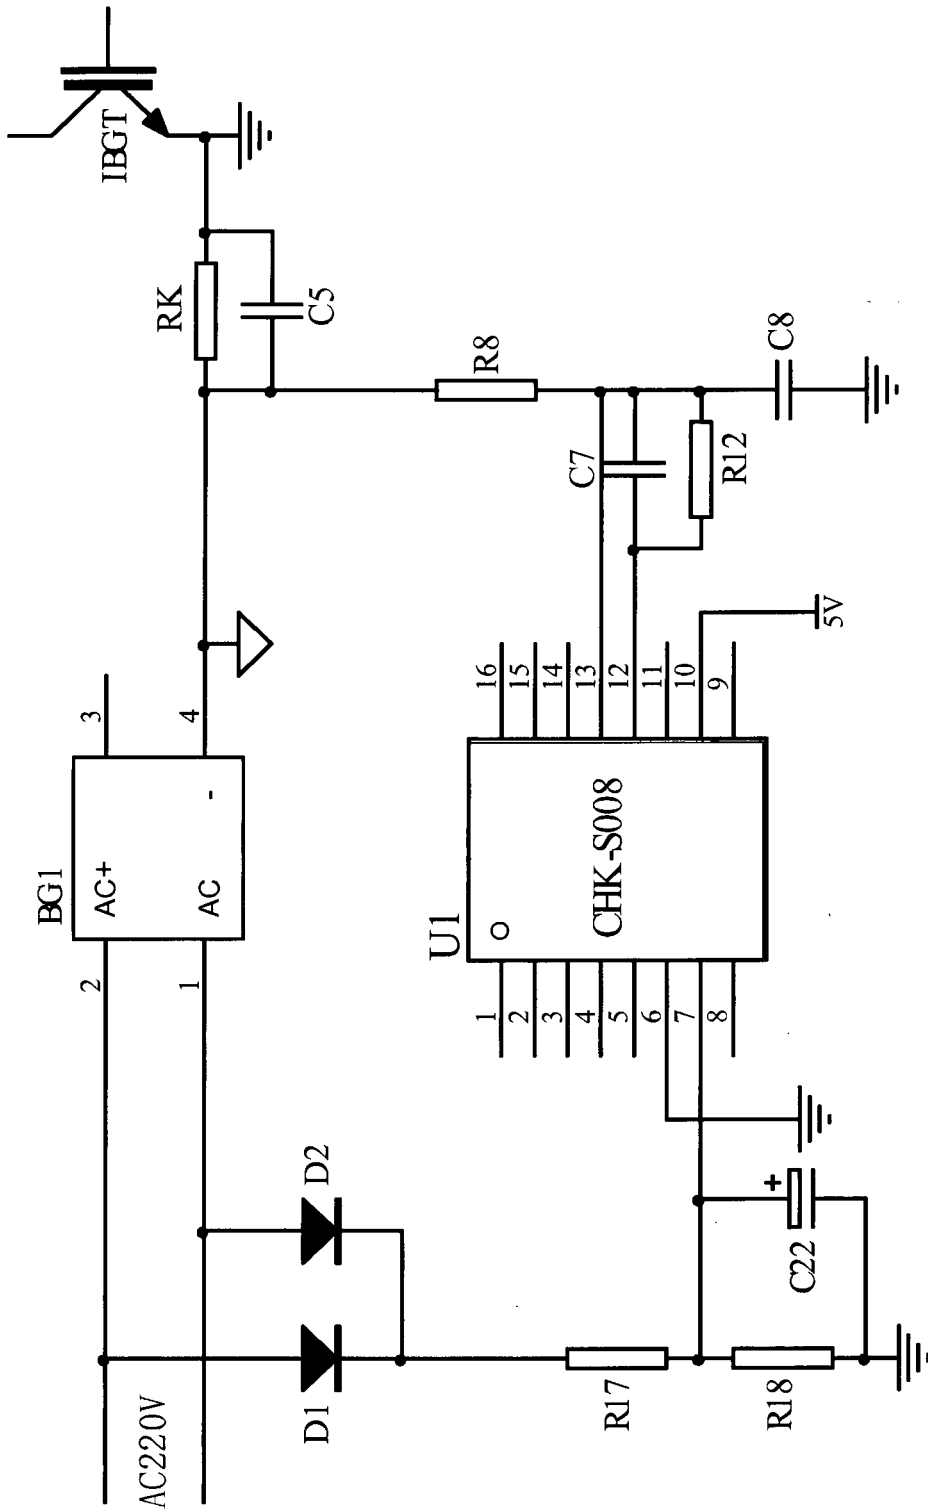 AC220V
2
1
BG1
AC+
AC
-
3
4
RK
C5
IBGT
D1
D2
R17
R18
C22
+
U1
CHK-S008
1
2
3
4
5
6
7
8
16
15
14
13
12
11
10
9
5V
C7
R12
R8
C8